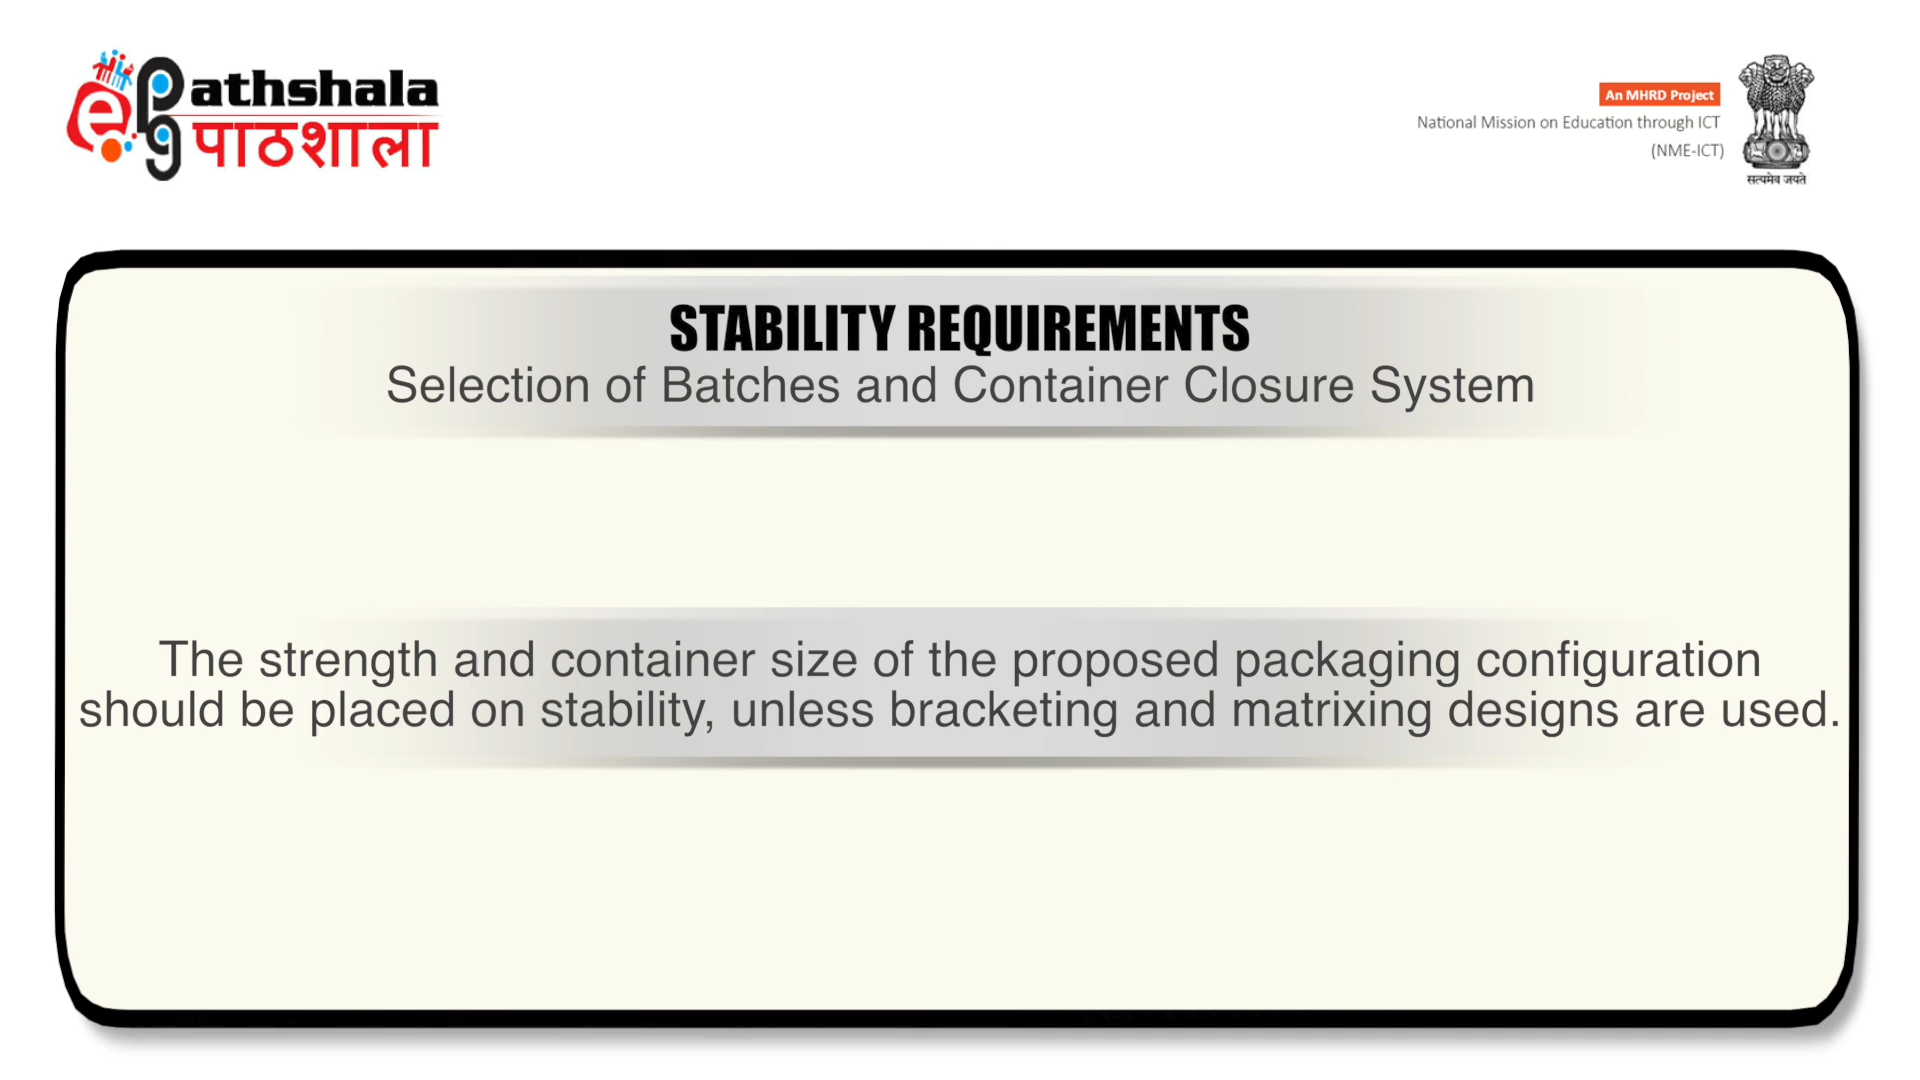 e Pg athshala
पाठशाला
An MHRD Project
National Mission on Education through ICT
(NME-ICT)
सत्यमेव जयते
STABILITY REQUIREMENTS
Selection of Batches and Container Closure System
The strength and container size of the proposed packaging configuration
should be placed on stability, unless bracketing and matrixing designs are used.